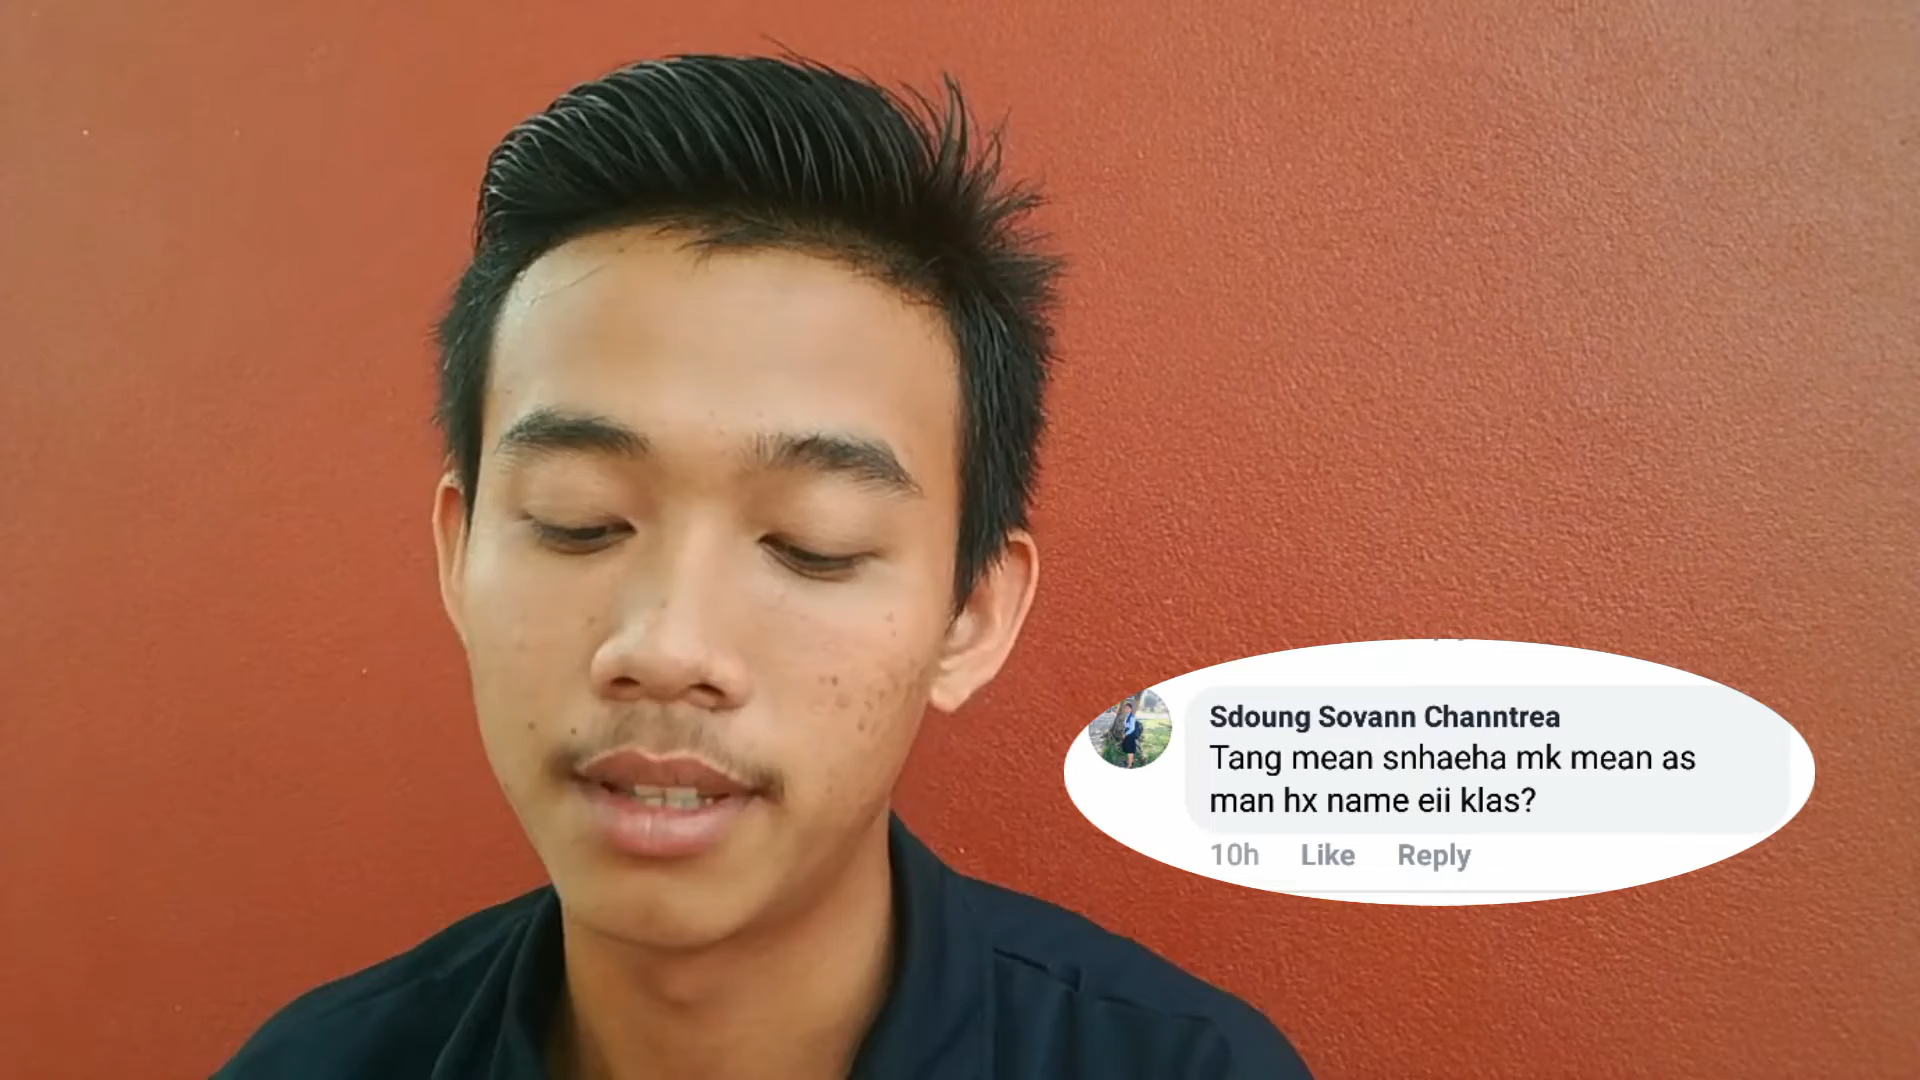 Sdoung Sovann Channtrea
Tang mean snhaeha mk mean as
man hx name eii klas?
10h Like Reply